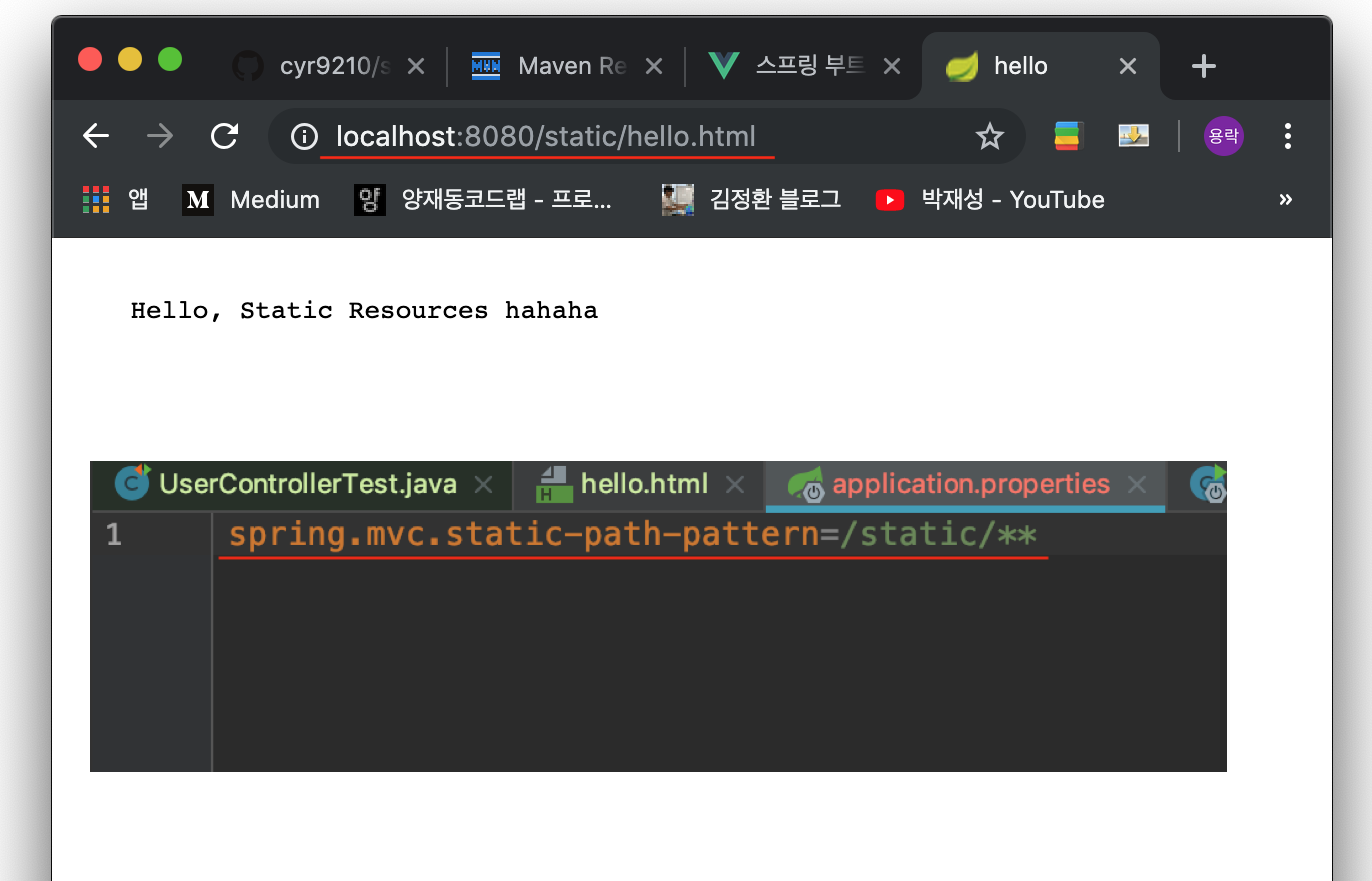 cyr9210/s
Maven Re
스프링 부트
hello
localhost:8080/static/hello.html
용락
앱
M Medium
양 양재동코드랩 - 프로...
김정환 블로그
박재성 - YouTube
»
Hello, Static Resources hahaha
UserControllerTest.java
hello.html
application.properties
1 spring.mvc.static-path-pattern=/static/**